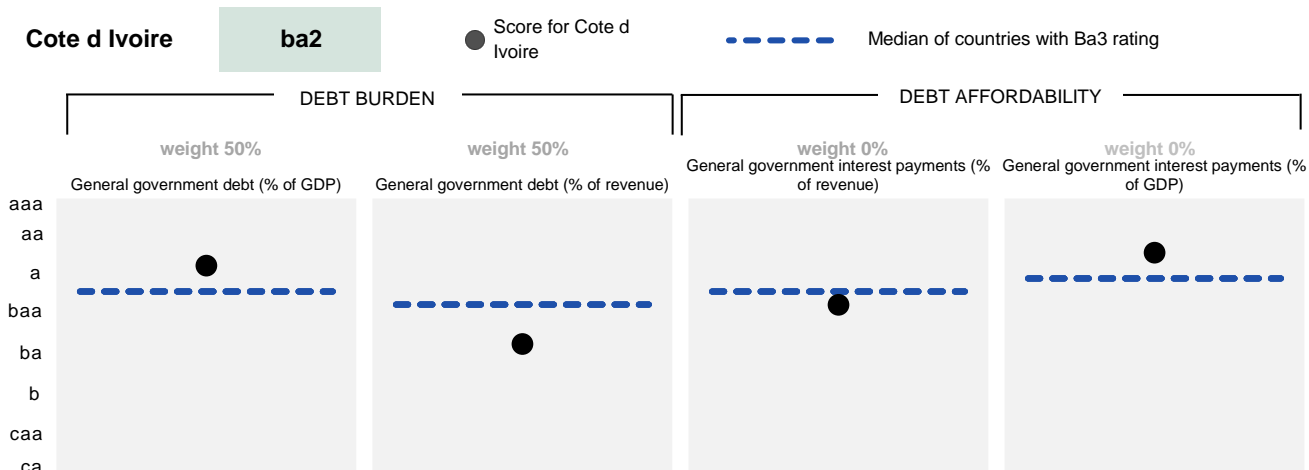 Cote d Ivoire
ba2
Score for Cote d
Ivoire
Median of countries with Ba3 rating
DEBT BURDEN
DEBT AFFORDABILITY
weight 50%
weight 50%
weight 0%
weight 0%
General government debt (% of GDP)
General government debt (% of revenue)
General government interest payments (%
of revenue)
General government interest payments (%
of GDP)
aaa
aa
a
baa
ba
b
caa
ca